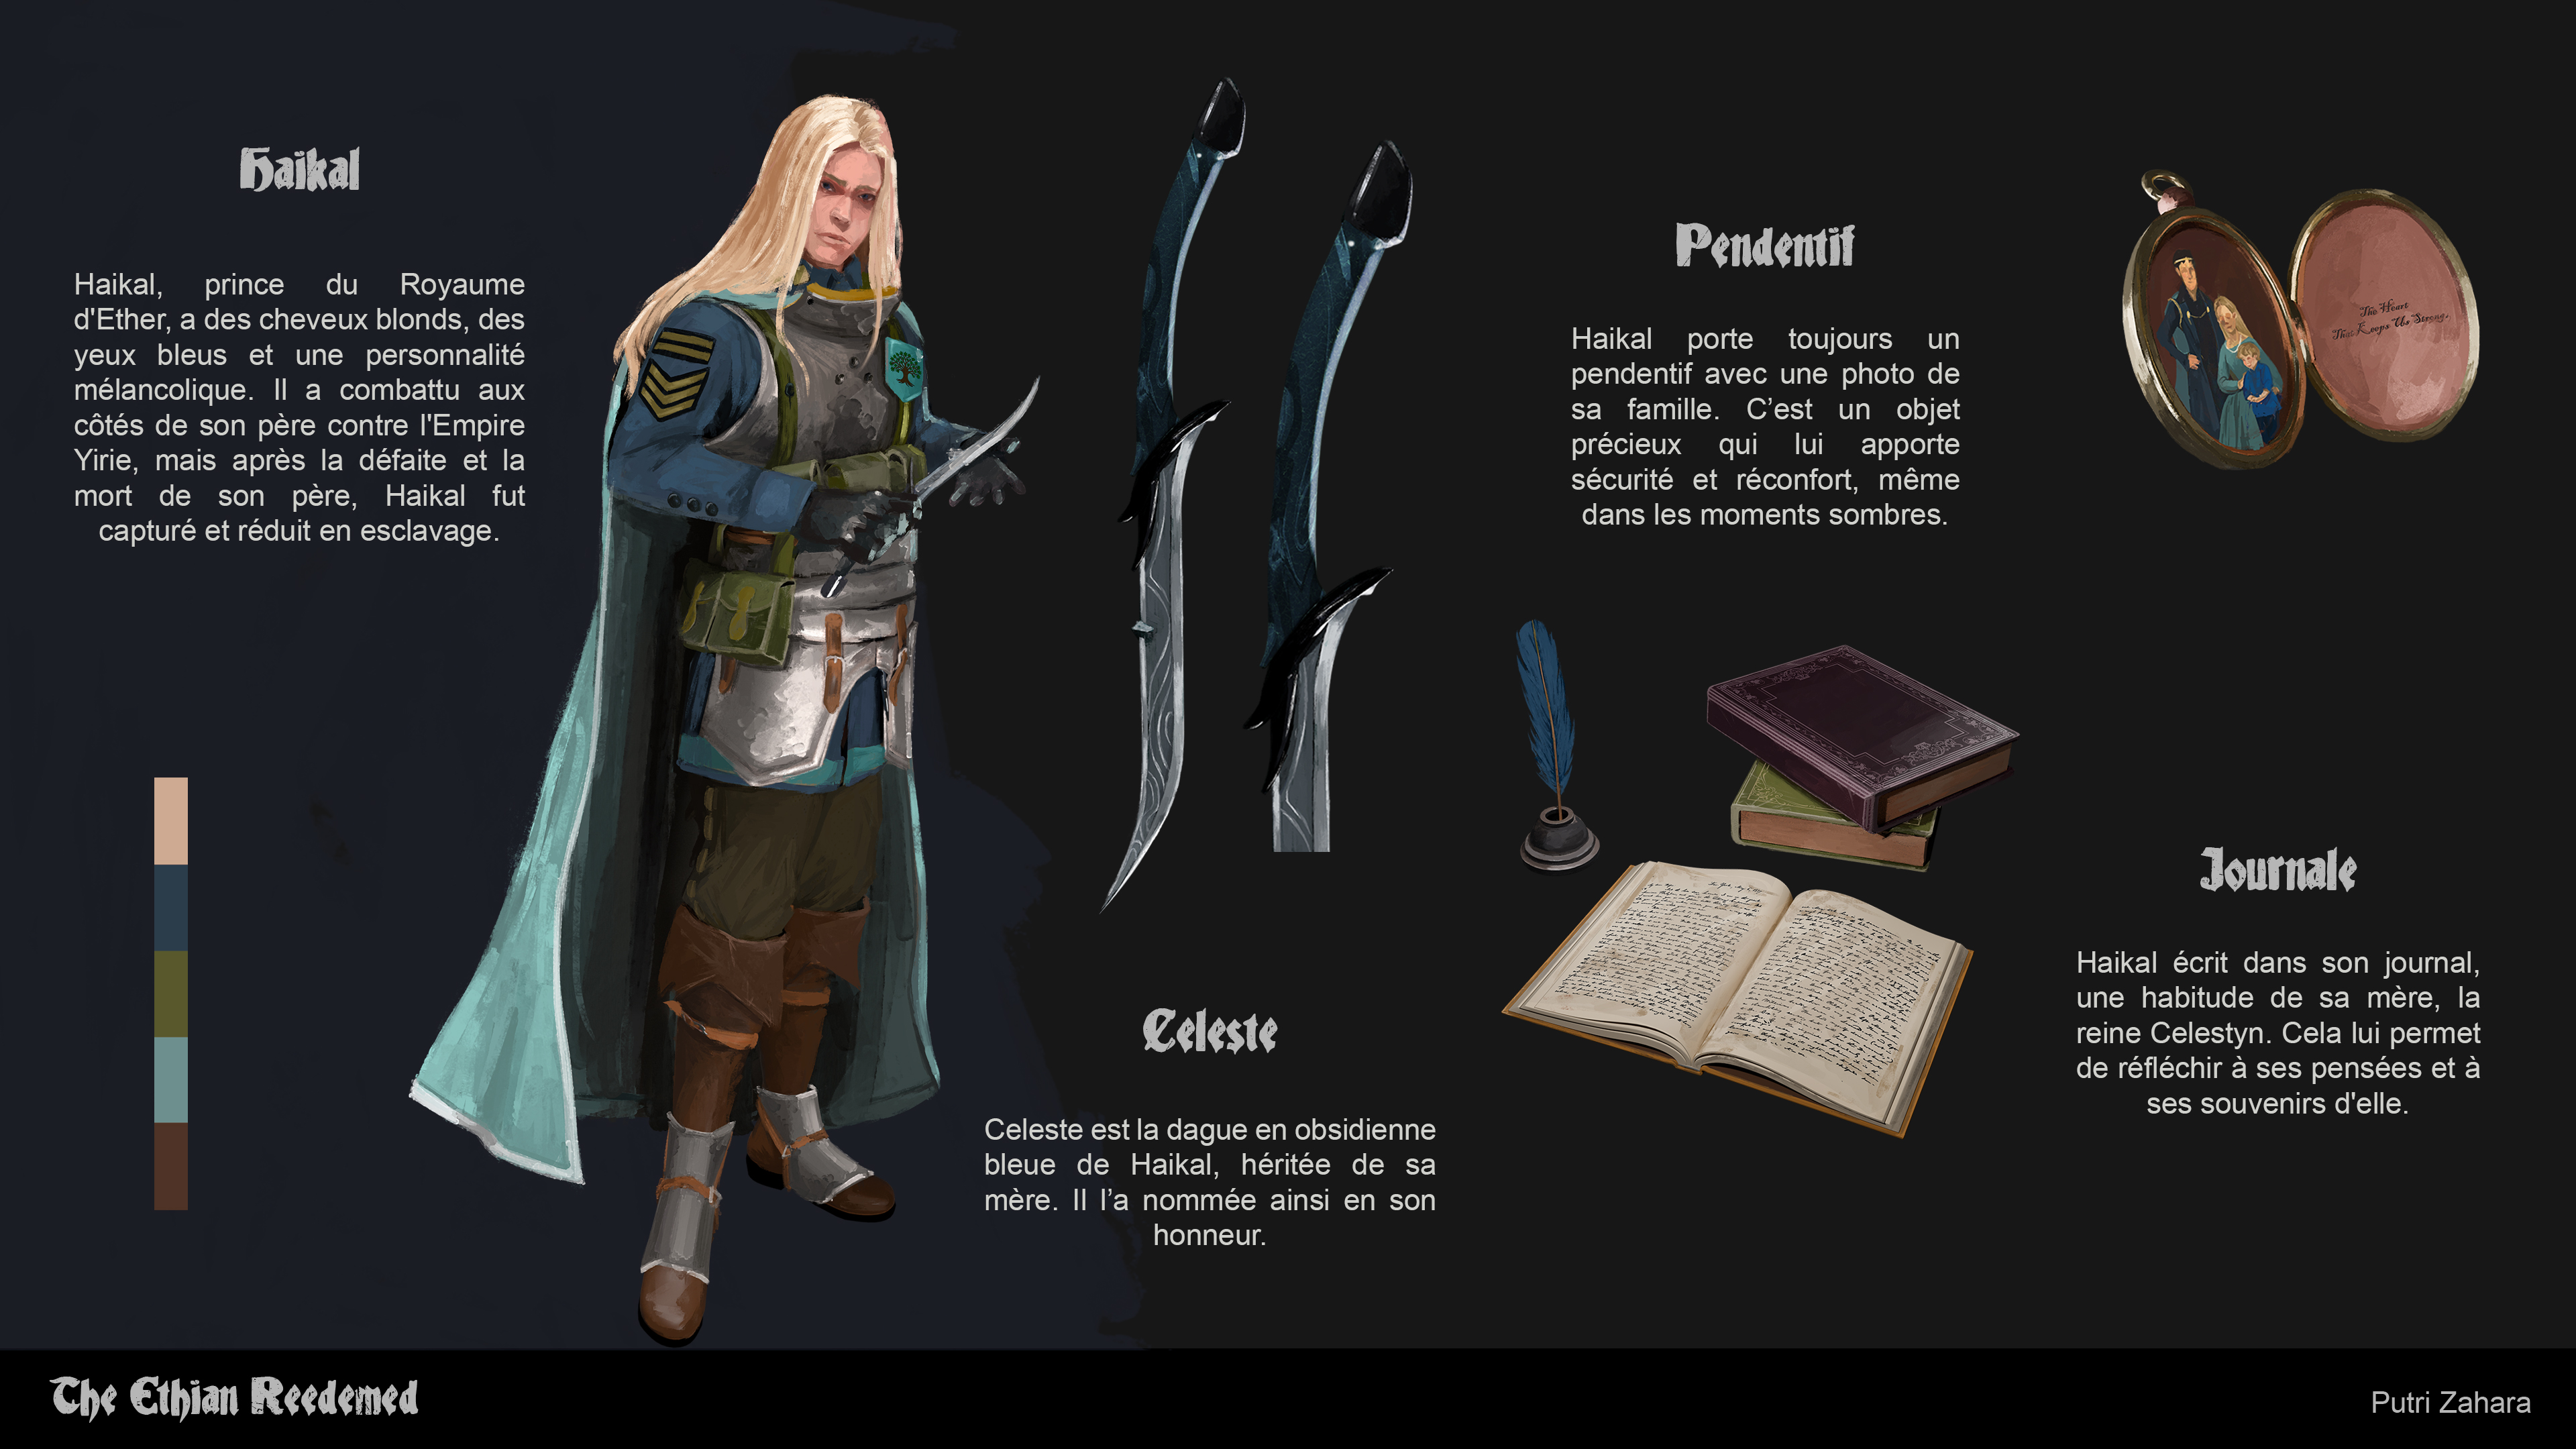 Haikal
Haikal, prince du Royaume
d'Ether, a des cheveux blonds, des
yeux bleus et une personnalité
mélancolique. Il a combattu aux
côtés de son père contre l'Empire
Yirie, mais après la défaite et la
mort de son père, Haikal fut
capturé et réduit en esclavage.
Celeste
Celeste est la dague en obsidienne
bleue de Haikal, héritée de sa
mère. Il l’a nommée ainsi en son
honneur.
Pendentif
Haikal porte toujours un
pendentif avec une photo de
sa famille. C’est un objet
précieux qui lui apporte
sécurité et réconfort, même
dans les moments sombres.
The Heart
That Keeps Us Strong.
Journale
Haikal écrit dans son journal,
une habitude de sa mère, la
reine Celestyn. Cela lui permet
de réfléchir à ses pensées et à
ses souvenirs d'elle.
The Ethian Reedemed
Putri Zahara